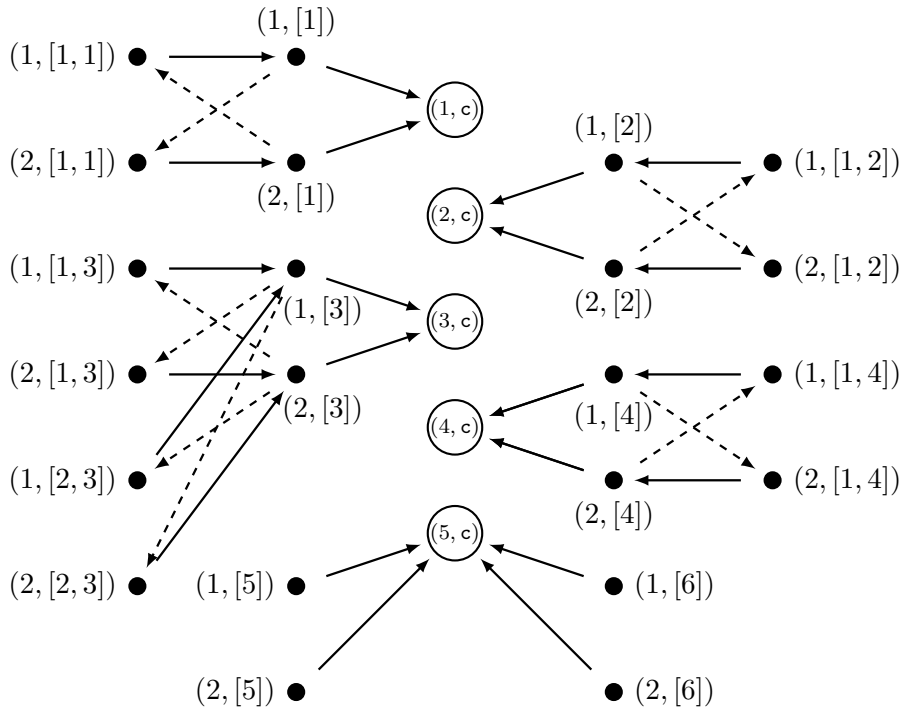 (1, [1])
(1, [1, 1])
(1, c)
(1, [2])
(2, [1, 1])
(1, [1, 2])
(2, [1])
(2, c)
(1, [1, 3])
(2, [1, 2])
(1, [3])
(2, [2])
(3, c)
(2, [1, 3])
(1, [1, 4])
(2, [3])
(1, [4])
(4, c)
(1, [2, 3])
(2, [1, 4])
(2, [4])
(5, c)
(2, [2, 3])
(1, [5])
(1, [6])
(2, [5])
(2, [6])